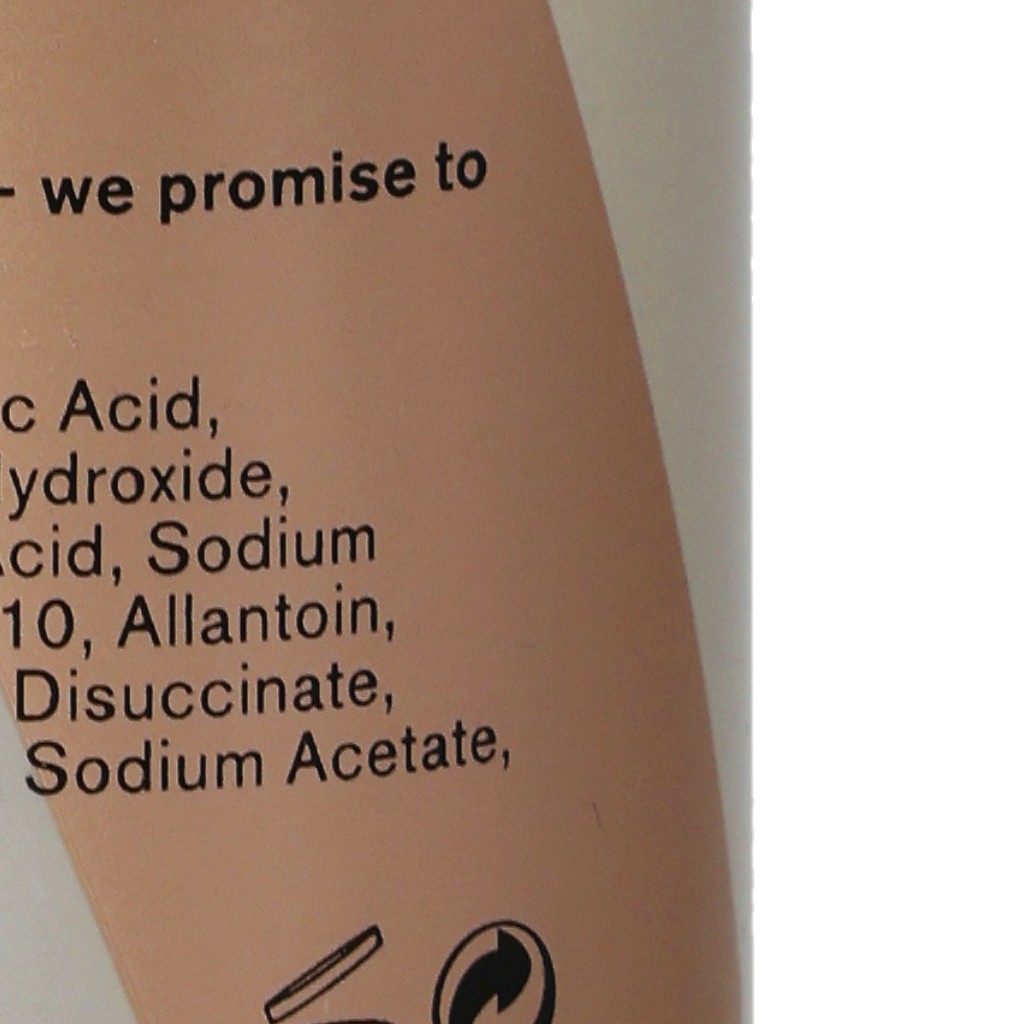 - we promise to
c Acid,
ydroxide,
cid, Sodium
10, Allantoin,
Disuccinate,
Sodium Acetate,